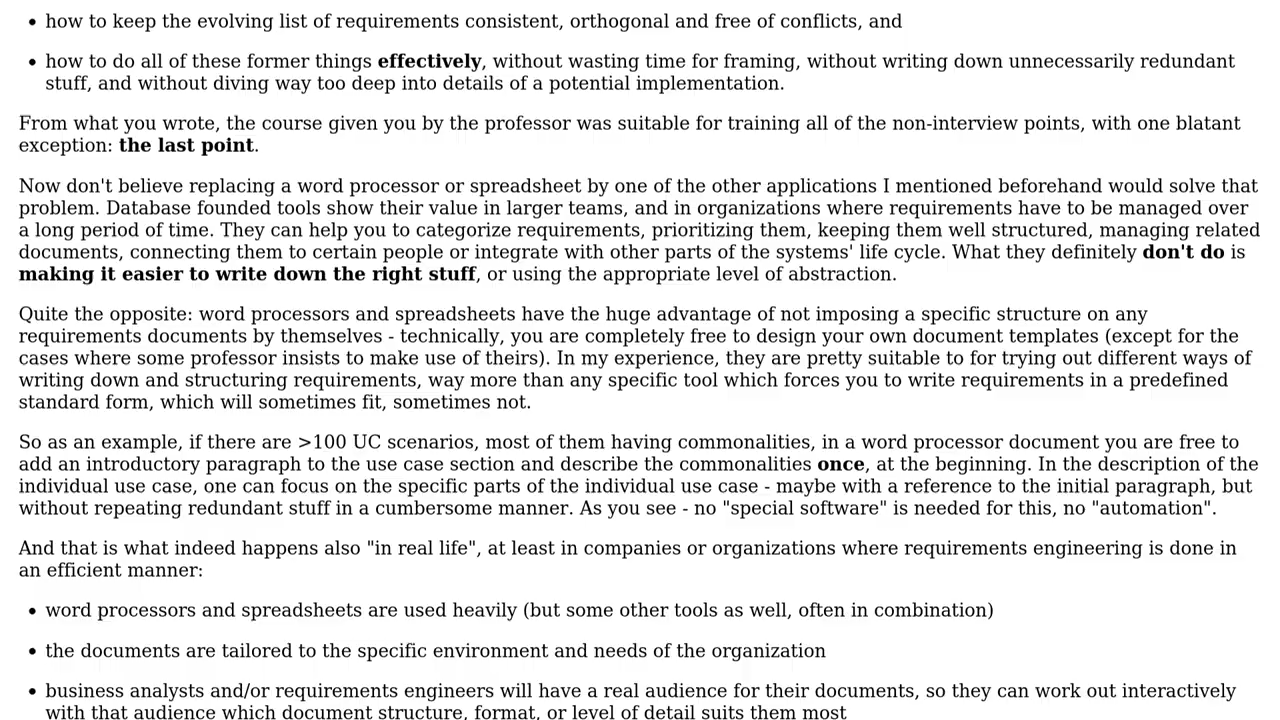 • how to keep the evolving list of requirements consistent, orthogonal and free of conflicts, and
• how to do all of these former things effectively, without wasting time for framing, without writing down unnecessarily redundant
stuff, and without diving way too deep into details of a potential implementation.
From what you wrote, the course given you by the professor was suitable for training all of the non-interview points, with one blatant
exception: the last point.
Now don't believe replacing a word processor or spreadsheet by one of the other applications I mentioned beforehand would solve that
problem. Database founded tools show their value in larger teams, and in organizations where requirements have to be managed over
a long period of time. They can help you to categorize requirements, prioritizing them, keeping them well structured, managing related
documents, connecting them to certain people or integrate with other parts of the systems' life cycle. What they definitely don't do is
making it easier to write down the right stuff, or using the appropriate level of abstraction.
Quite the opposite: word processors and spreadsheets have the huge advantage of not imposing a specific structure on any
requirements documents by themselves - technically, you are completely free to design your own document templates (except for the
cases where some professor insists to make use of theirs). In my experience, they are pretty suitable to for trying out different ways of
writing down and structuring requirements, way more than any specific tool which forces you to write requirements in a predefined
standard form, which will sometimes fit, sometimes not.
So as an example, if there are >100 UC scenarios, most of them having commonalities, in a word processor document you are free to
add an introductory paragraph to the use case section and describe the commonalities once, at the beginning. In the description of the
individual use case, one can focus on the specific parts of the individual use case - maybe with a reference to the initial paragraph, but
without repeating redundant stuff in a cumbersome manner. As you see - no "special software" is needed for this, no "automation".
And that is what indeed happens also "in real life", at least in companies or organizations where requirements engineering is done in
an efficient manner:
• word processors and spreadsheets are used heavily (but some other tools as well, often in combination)
• the documents are tailored to the specific environment and needs of the organization
• business analysts and/or requirements engineers will have a real audience for their documents, so they can work out interactively
with that audience which document structure, format, or level of detail suits them most